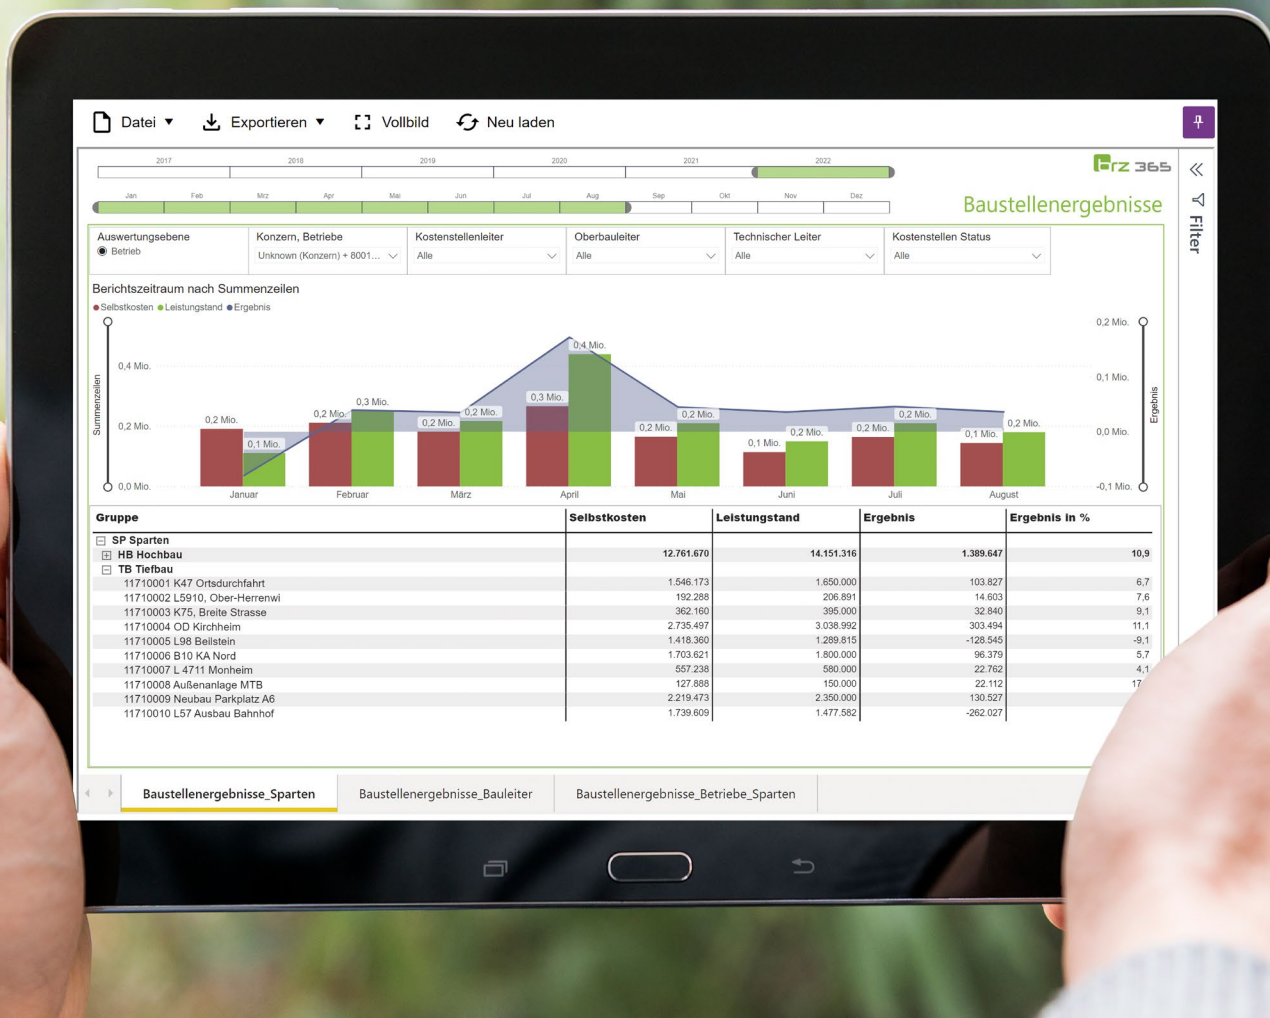 Datei Exportieren Vollbild Neu laden
2017 2018 2019 2020 2021 2022
brz 365
Jan Feb Mrz Apr Mai Jun Jul Aug Sep Okt Nov Dez
Baustellenergebnisse
Filter
Auswertungsebene Konzern, Betriebe Kostenstellenleiter Oberbauleiter Technischer Leiter Kostenstellen Status
Betrieb Unknown (Konzern) + 8001... Alle Alle Alle Alle
Berichtszeitraum nach Summenzeilen
Selbstkosten Leistungstand Ergebnis
0,2 Mio.
0,4 Mio.
0,4 Mio. 0,1 Mio.
Summenzeilen
Ergebnis
0,3 Mio. 0,3 Mio.
0,2 Mio. 0,2 Mio. 0,2 Mio. 0,2 Mio. 0,2 Mio.
0,2 Mio. 0,2 Mio. 0,2 Mio. 0,2 Mio. 0,2 Mio. 0,2 Mio. 0,1 Mio. 0,0 Mio.
0,1 Mio. 0,1 Mio.
0,0 Mio. -0,1 Mio.
Januar Februar März April Mai Juni Juli August
Gruppe Selbstkosten Leistungstand Ergebnis Ergebnis in %
SP Sparten
HB Hochbau 12.761.670 14.151.316 1.389.647 10,9
TB Tiefbau
11710001 K47 Ortsdurchfahrt 1.546.173 1.650.000 103.827 6,7
11710002 L5910, Ober-Herrenwi 192.288 206.891 14.603 7,6
11710003 K75, Breite Strasse 362.160 395.000 32.840 9,1
11710004 OD Kirchheim 2.735.497 3.038.992 303.494 11,1
11710005 L98 Beilstein 1.418.360 1.289.815 -128.545 -9,1
11710006 B10 KA Nord 1.703.621 1.800.000 96.379 5,7
11710007 L 4711 Monheim 557.238 580.000 22.762 4,1
11710008 Außenanlage MTB 127.888 150.000 22.112 17
11710009 Neubau Parkplatz A6 2.219.473 2.350.000 130.527
11710010 L57 Ausbau Bahnhof 1.739.609 1.477.582 -262.027
Baustellenergebnisse_Sparten Baustellenergebnisse_Bauleiter Baustellenergebnisse_Betriebe_Sparten